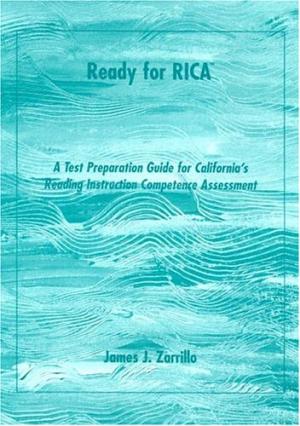 Ready for RICA™
A Test Preparation Guide for California's
Reading Instruction Competence Assessment
James J. Zarrillo